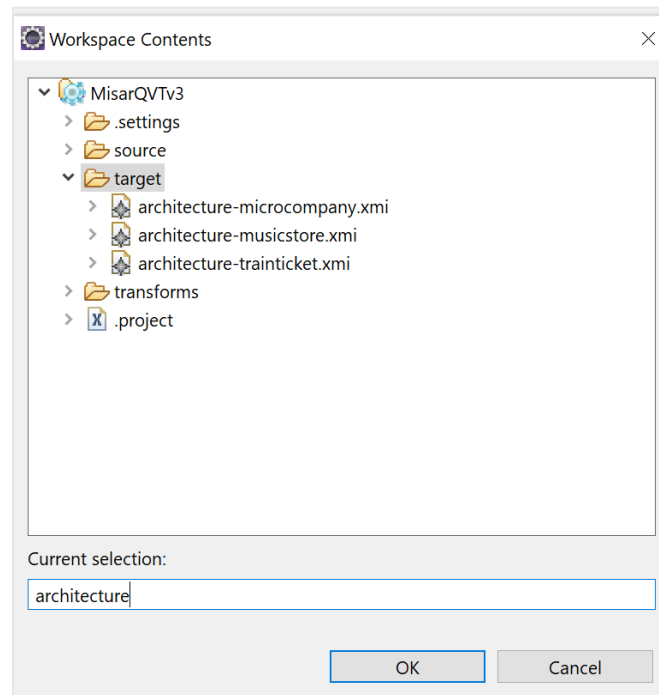 Workspace Contents
MisarQVTv3
.settings
source
target
architecture-microcompany.xmi
architecture-musicstore.xmi
architecture-trainticket.xmi
transforms
X .project
Current selection:
architecture
OK Cancel